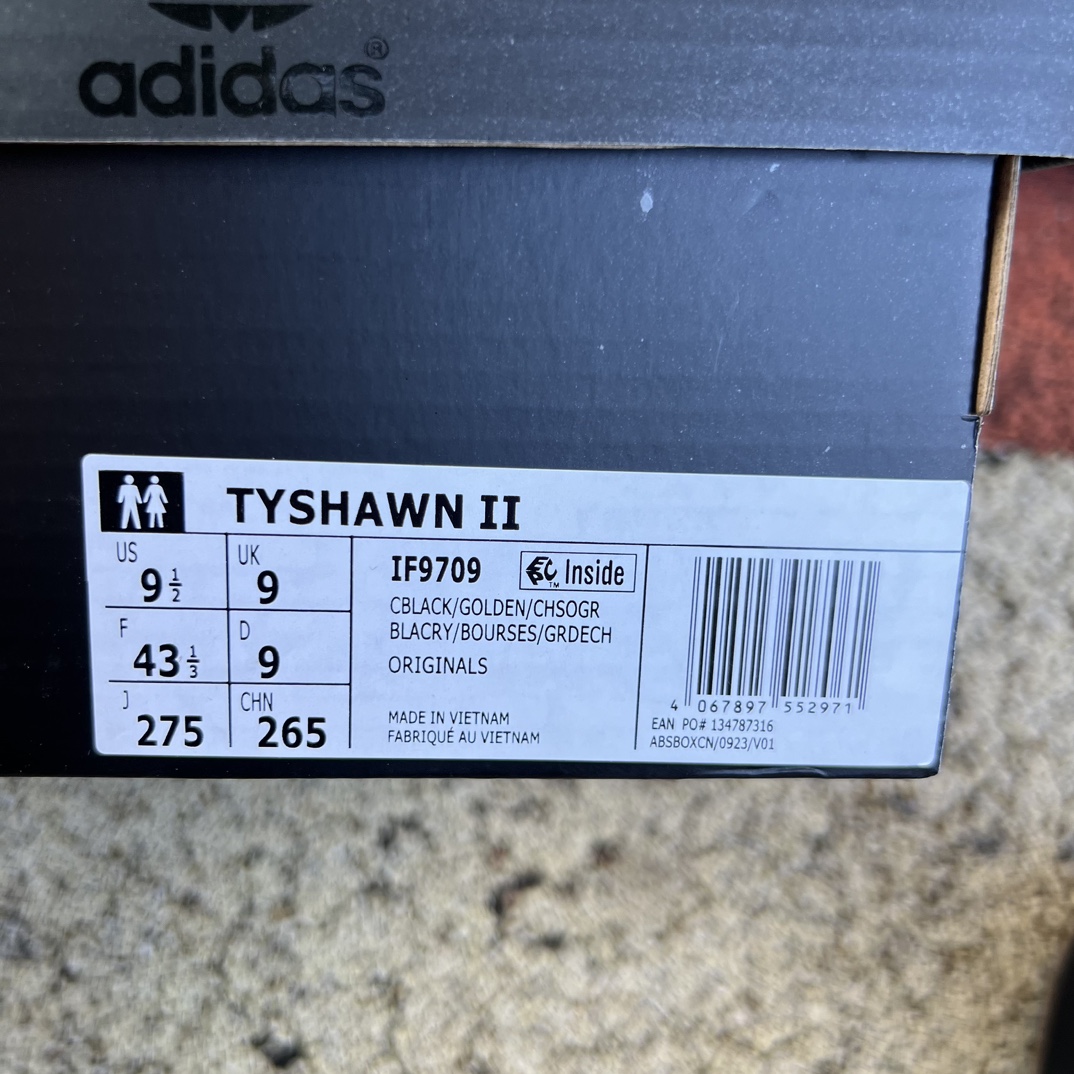 adidas®
TYSHAWN II
US
9 1/2
UK
9
F
43 1/3
D
9
J
275
CHN
265
IF9709
Inside
TM
CBLACK/GOLDEN/CHSOGR
BLACRY/BOURSES/GRDECH
ORIGINALS
MADE IN VIETNAM
FABRIQUÉ AU VIETNAM
4 067897 552971
EAN PO# 134787316
ABSBOXCN/0923/V01